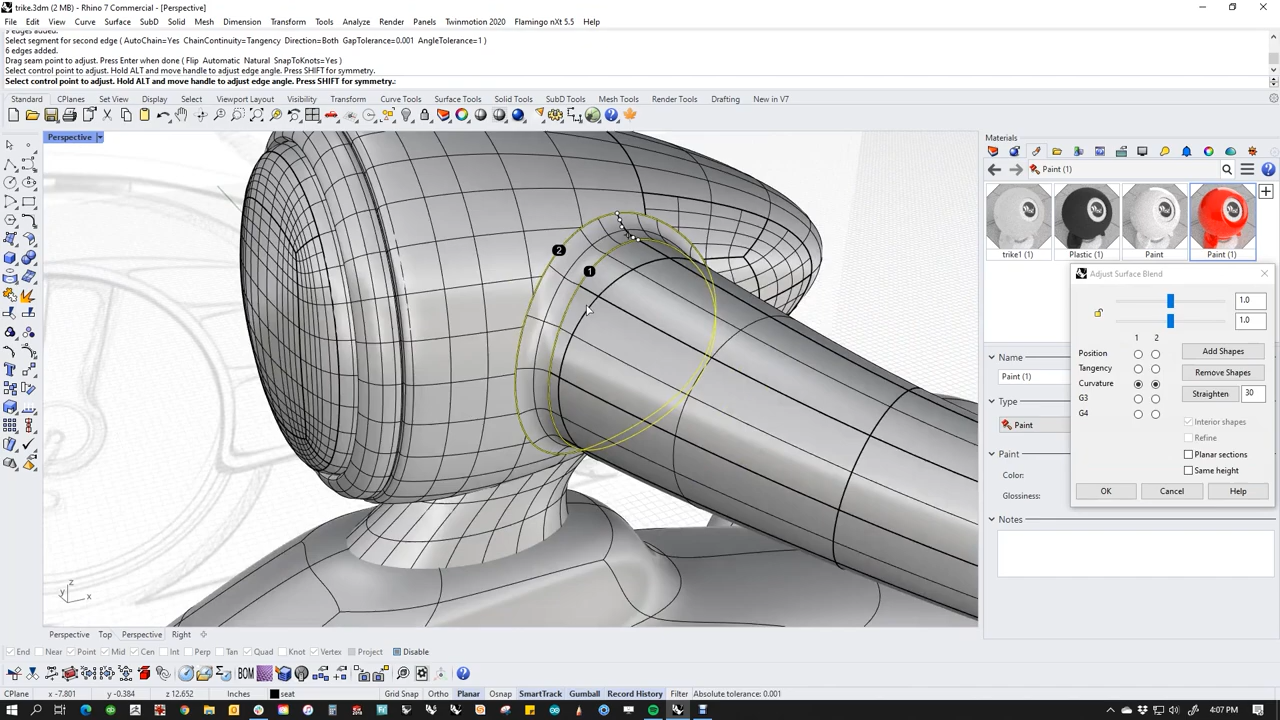 trike.3dm (2 MB) - Rhino 7 Commercial - [Perspective]
File Edit View Curve Surface SubD Solid Mesh Dimension Transform Tools Analyze Render Panels Twinmotion 2020 Flamingo nXt 5.5 Window Help
9 edges added.
Select segment for second edge ( AutoChain=Yes ChainContinuity=Tangency Direction=Both GapTolerance=0.001 AngleTolerance=1 )
6 edges added.
Drag seam point to adjust. Press Enter when done ( Flip Automatic Natural SnapToKnots=Yes )
Select control point to adjust. Hold ALT and move handle to adjust edge angle. Press SHIFT for symmetry.
Select control point to adjust. Hold ALT and move handle to adjust edge angle. Press SHIFT for symmetry.:
Standard CPlanes Set View Display Select Viewport Layout Visibility Transform Curve Tools Surface Tools Solid Tools SubD Tools Mesh Tools Render Tools Drafting New in V7
Perspective
Materials
Paint (1)
trike1 (1) Plastic (1) Paint Paint (1)
Adjust Surface Blend
1.0
1.0
1 2
Position
Tangency
Curvature
G3
G4
Add Shapes
Remove Shapes
Straighten 30
Interior shapes
Refine
Planar sections
Same height
OK Cancel Help
Name
Paint (1)
Type
Paint
Paint
Color:
Glossiness:
Notes
2
1
z
y x
Perspective Top Perspective Right
End Near Point Mid Cen Int Perp Tan Quad Knot Vertex Project Disable
BOM
CPlane x -7.801 y -0.384 z 12.652 Inches seat Grid Snap Ortho Planar Osnap SmartTrack Gumball Record History Filter Absolute tolerance: 0.001
4:07 PM